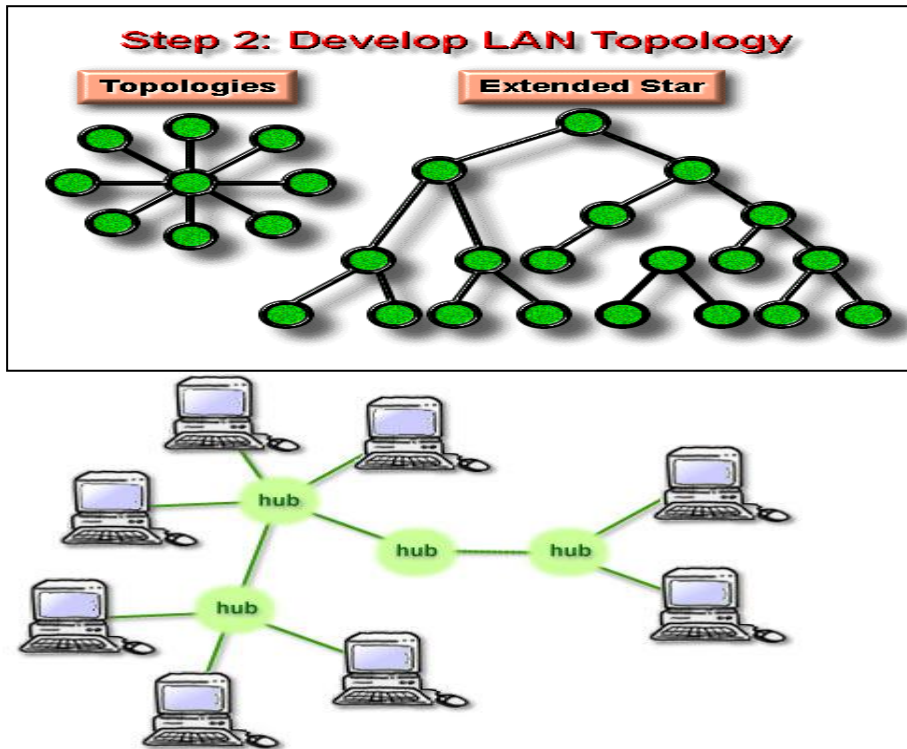 Step 2: Develop LAN Topology
Topologies
Extended Star
hub
hub
hub
hub